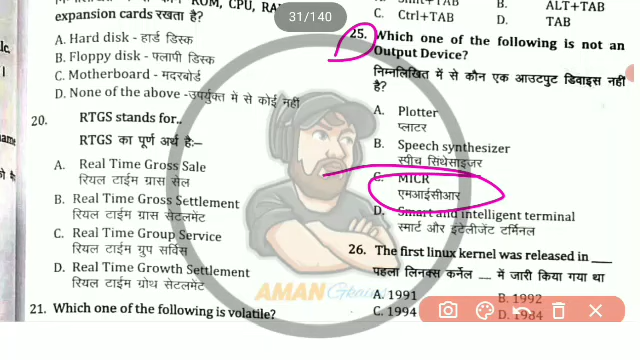 ROM, CPU,
31/140
expansion cards रखता है?
A. Hard disk - हार्ड डिस्क
B. Floppy disk - फ्लापी डिस्क
C. Motherboard - मदरबोर्ड
D. None of the above -उपर्युक्त में से कोई नहीं
20. RTGS stands for..
RTGS का पूर्ण अर्थ है:–
A. Real Time Gross Sale
रियल टाईम ग्रास सेल
B. Real Time Gross Settlement
रियल टाईम ग्रास सेटलमेंट
C. Real Time Group Service
रियल टाईम ग्रुप सर्विस
D. Real Time Growth Settlement
रियल टाईम ग्रोथ सेटलमेंट
21. Which one of the following is volatile?
B. ALT+TAB
C. Ctrl+TAB D. TAB
25. Which one of the following is not an
Output Device?
निम्नलिखित में से कौन एक आउटपुट डिवाइस नहीं
है?
A. Plotter
प्लाटर
B. Speech synthesizer
स्पीच सिंथेसाइजर
C. MICR
एमआईसीआर
D. Smart and intelligent terminal
स्मार्ट और इंटेलीजेंट टर्मिनल
26. The first linux kernel was released in ___
पहला लिनक्स कर्नेल __ में जारी किया गया था
A. 1991 B. 1992
C. 1994 D. 1984
AMAN